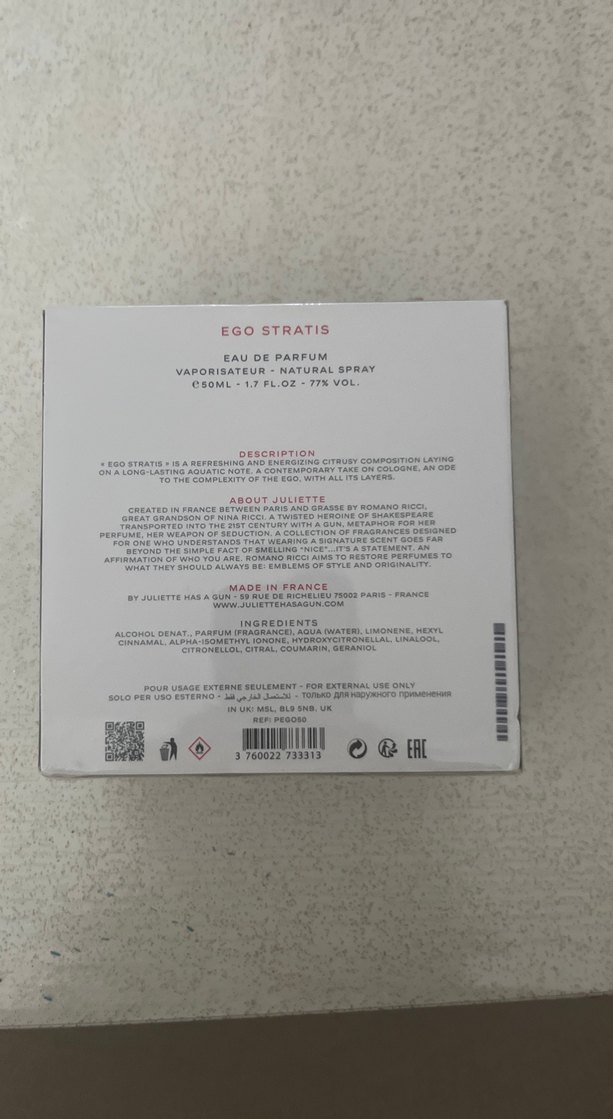 EGO STRATIS
EAU DE PARFUM
VAPORISATEUR - NATURAL SPRAY
℮50ML - 1.7 FL.OZ - 77% VOL.
DESCRIPTION
« EGO STRATIS » IS A REFRESHING AND ENERGIZING CITRUSY COMPOSITION LAYING
ON A LONG-LASTING AQUATIC NOTE. A CONTEMPORARY TAKE ON COLOGNE, AN ODE
TO THE COMPLEXITY OF THE EGO, WITH ALL ITS LAYERS.
ABOUT JULIETTE
CREATED IN FRANCE BETWEEN PARIS AND GRASSE BY ROMANO RICCI,
GREAT GRANDSON OF NINA RICCI. A TWISTED HEROINE OF SHAKESPEARE
TRANSPORTED INTO THE 21ST CENTURY WITH A GUN, METAPHOR FOR HER
PERFUME, HER WEAPON OF SEDUCTION. A COLLECTION OF FRAGRANCES DESIGNED
FOR ONE WHO UNDERSTANDS THAT WEARING A SIGNATURE SCENT GOES FAR
BEYOND THE SIMPLE FACT OF SMELLING "NICE"...IT'S A STATEMENT. AN
AFFIRMATION OF WHO YOU ARE. ROMANO RICCI AIMS TO RESTORE PERFUMES TO
WHAT THEY SHOULD ALWAYS BE: EMBLEMS OF STYLE AND ORIGINALITY.
MADE IN FRANCE
BY JULIETTE HAS A GUN - 59 RUE DE RICHELIEU 75002 PARIS - FRANCE
WWW.JULIETTEHASAGUN.COM
INGREDIENTS
ALCOHOL DENAT., PARFUM (FRAGRANCE), AQUA (WATER), LIMONENE, HEXYL
CINNAMAL, ALPHA-ISOMETHYL IONONE, HYDROXYCITRONELLAL, LINALOOL,
CITRONELLOL, CITRAL, COUMARIN, GERANIOL
POUR USAGE EXTERNE SEULEMENT - FOR EXTERNAL USE ONLY
SOLO PER USO ESTERNO - للاستعمال الخارجي فقط - только для наружного применения
IN UK: MSL, BL9 5NB, UK
REF: PEGO50
3 760022 733313
EAC